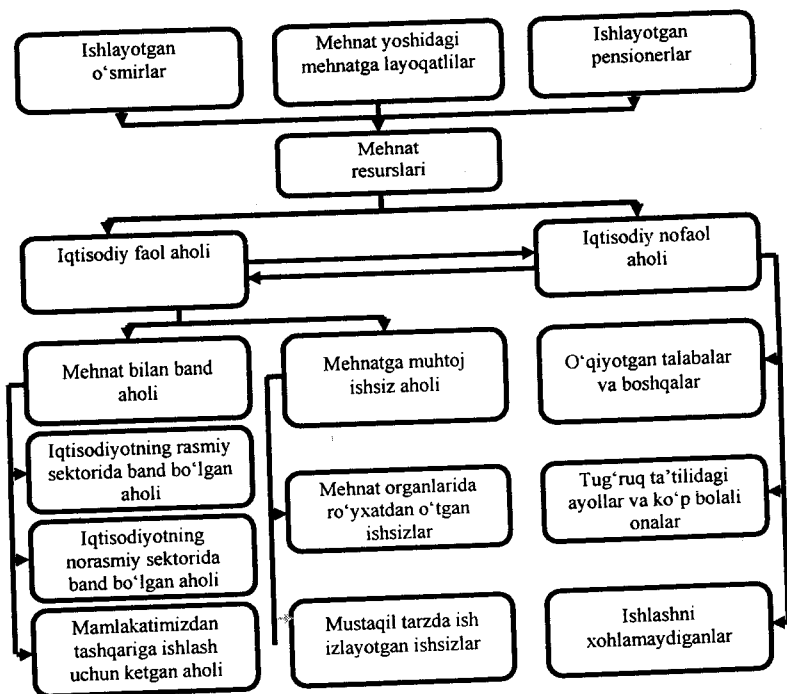 Ishlayotgan
o‘smirlar
Mehnat yoshidagi
mehnatga layoqatlilar
Ishlayotgan
pensionerlar
Mehnat
resurslari
Iqtisodiy faol aholi
Iqtisodiy nofaol
aholi
Mehnat bilan band
aholi
Mehnatga muhtoj
ishsiz aholi
O‘qiyotgan talabalar
va boshqalar
Iqtisodiyotning rasmiy
sektorida band bo‘lgan
aholi
Mehnat organlarida
ro‘yxatdan o‘tgan
ishsizlar
Tug‘ruq ta’tilidagi
ayollar va ko‘p bolali
onalar
Iqtisodiyotning
norasmiy sektorida
band bo‘lgan aholi
Mamlakatimizdan
tashqariga ishlash
uchun ketgan aholi
Mustaqil tarzda ish
izlayotgan ishsizlar
Ishlashni
xohlamaydiganlar